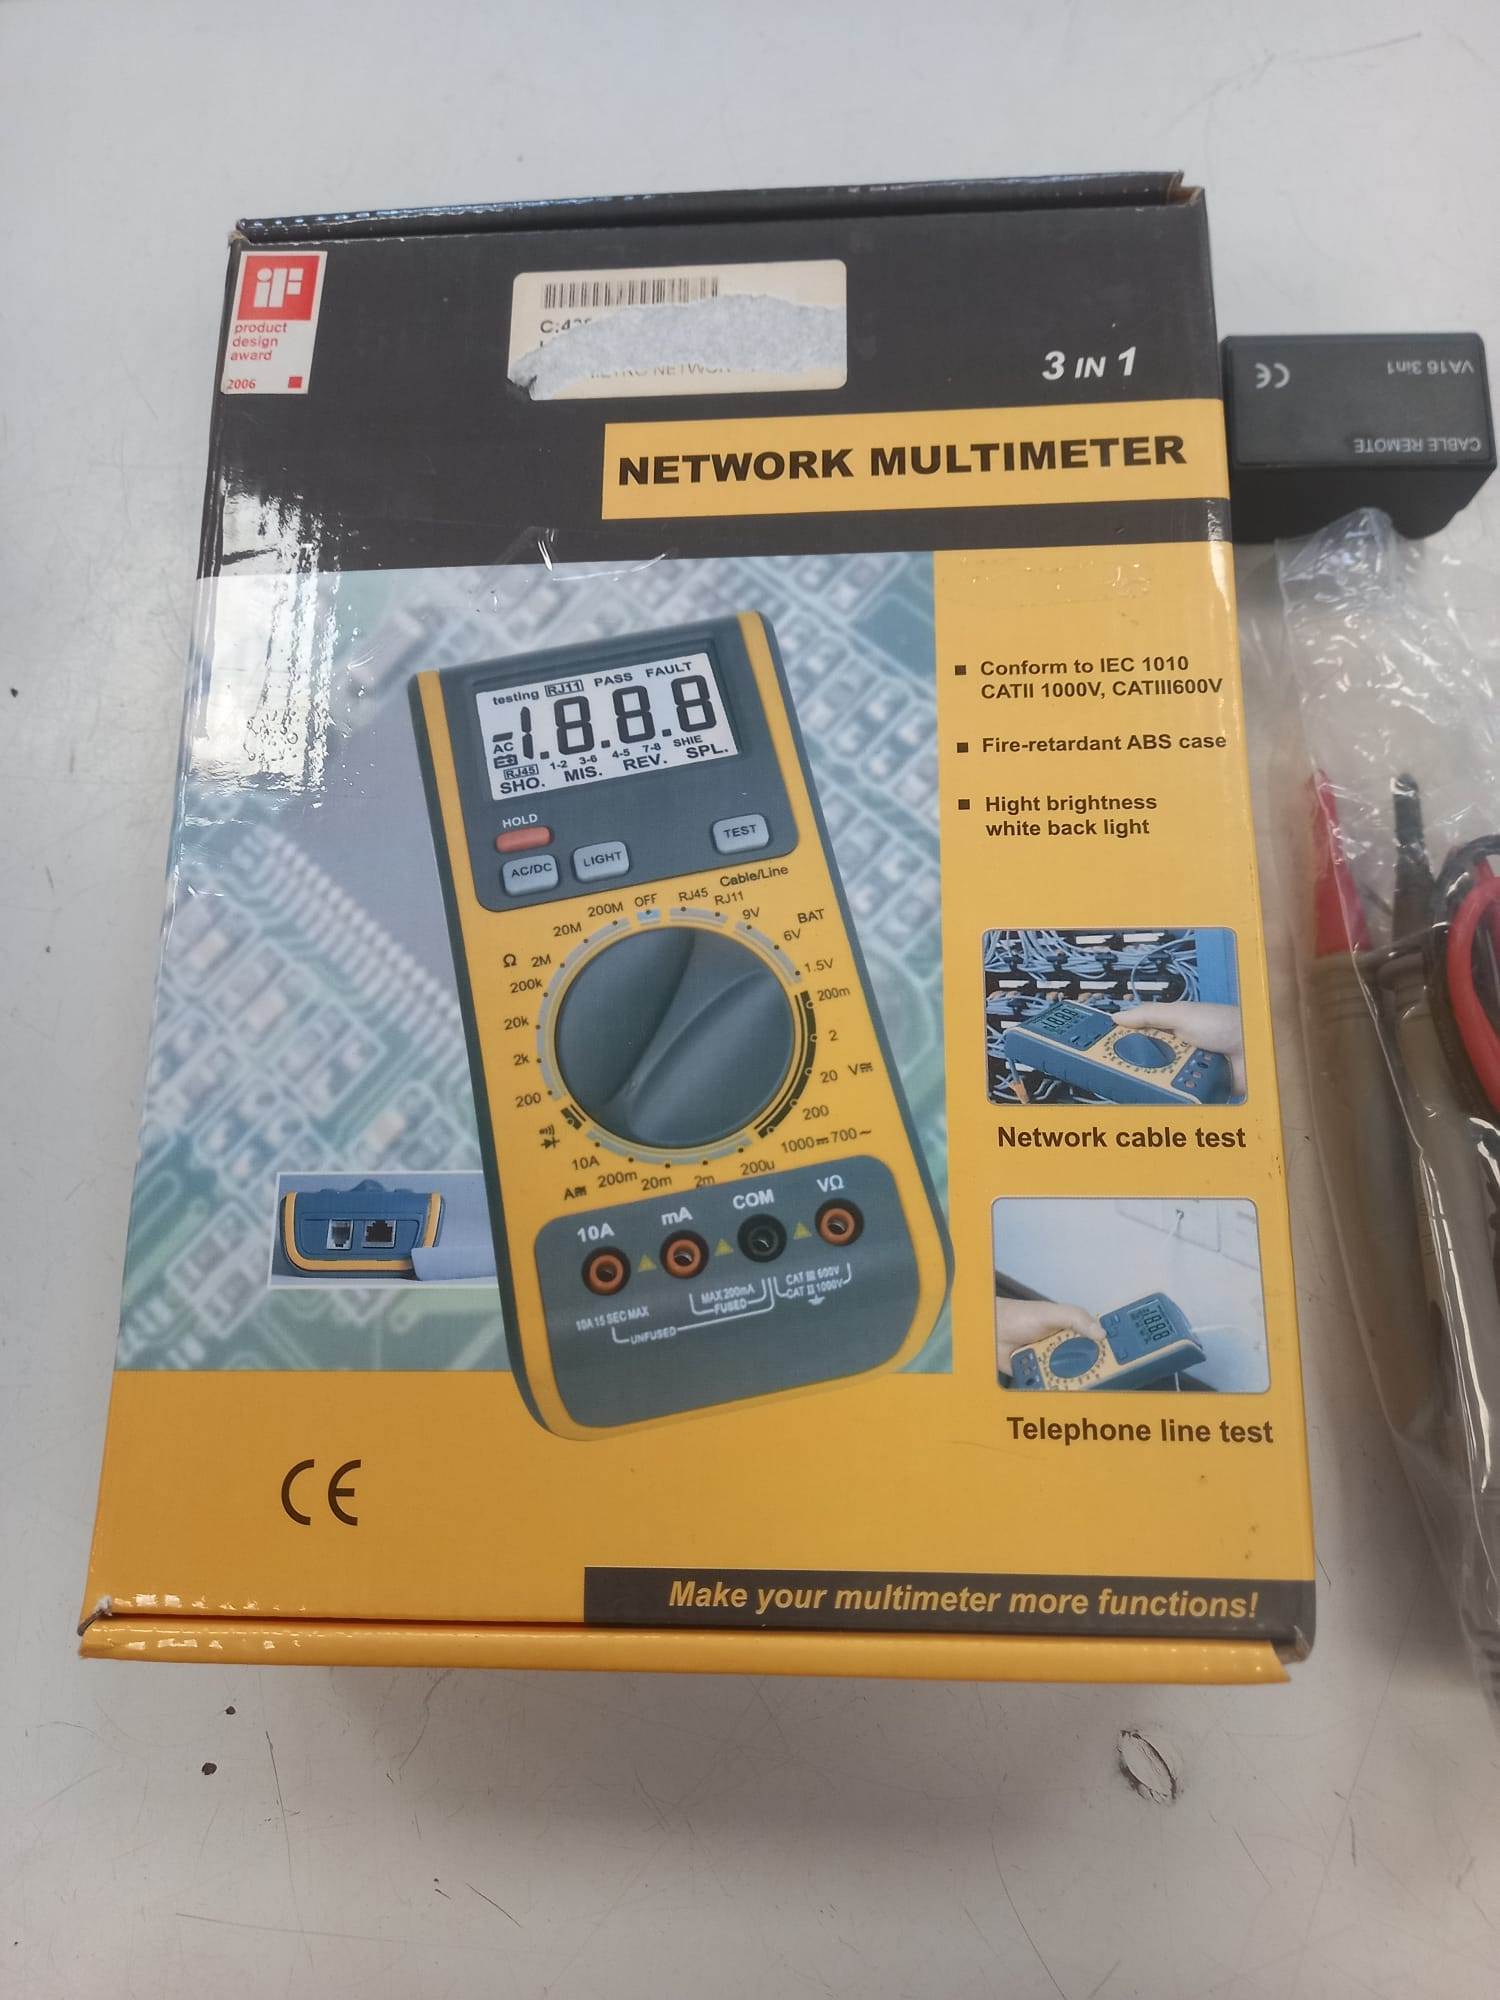 iF
product
design
award
2006
C:42
3 IN 1
NETWORK MULTIMETER
CE
VA16 3in1
CABLE REMOTE
Conform to IEC 1010
CATII 1000V, CATIII600V
Fire-retardant ABS case
Hight brightness
white back light
testing RJ11 PASS FAULT
-1.8.8.8
AC
RJ45 1-2 3-6 4-5 7-8 SHIE
SHO. MIS. REV. SPL.
HOLD
AC/DC LIGHT TEST
Cable/Line
200M OFF RJ45 RJ11
20M 9V BAT
Ω 2M 6V
200k 1.5V
20k 200m
2k 2
200 20 V
200
10A 1000 700~
A 200m 20m 2m 200u
10A mA COM VΩ
10A 15 SEC MAX MAX 200mA CAT III 600V
FUSED CAT II 1000V
UNFUSED
Network cable test
Telephone line test
CE
Make your multimeter more functions!